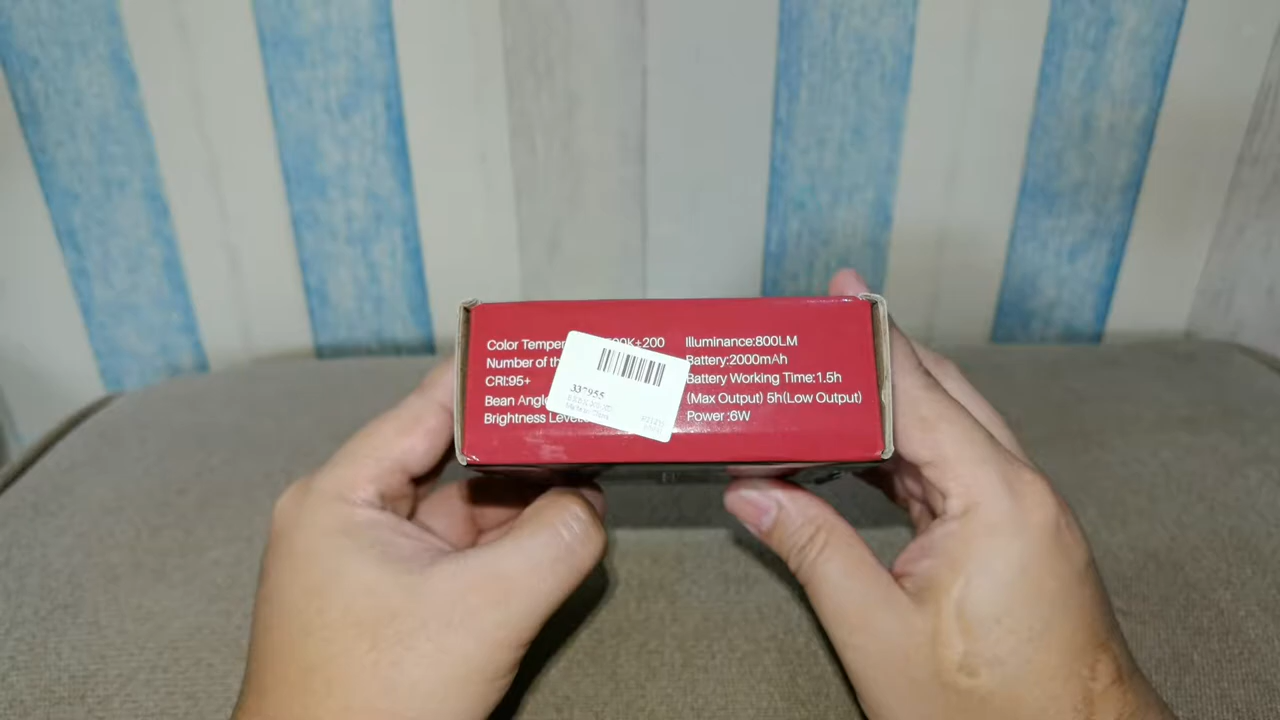 Color Temper 00K±200
Number of th
CRI:95+
Bean Angle
Brightness Level
Illuminance:800LM
Battery:2000mAh
Battery Working Time:1.5h
(Max Output) 5h(Low Output)
Power :6W